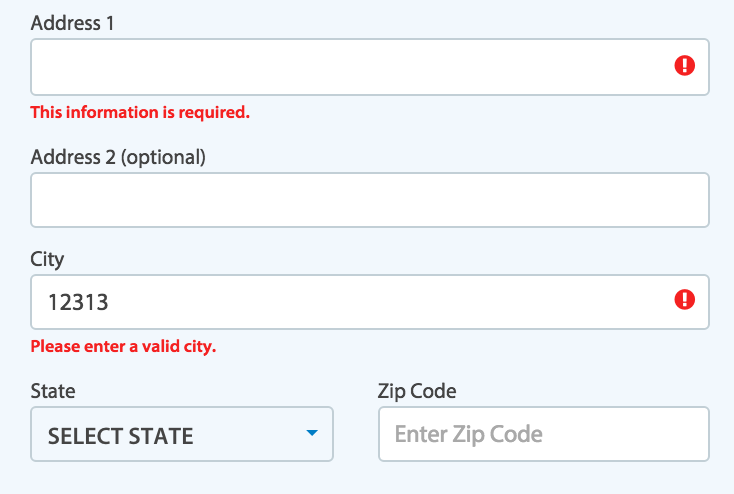 Address 1
This information is required.
Address 2 (optional)
City
12313
Please enter a valid city.
State Zip Code
SELECT STATE Enter Zip Code